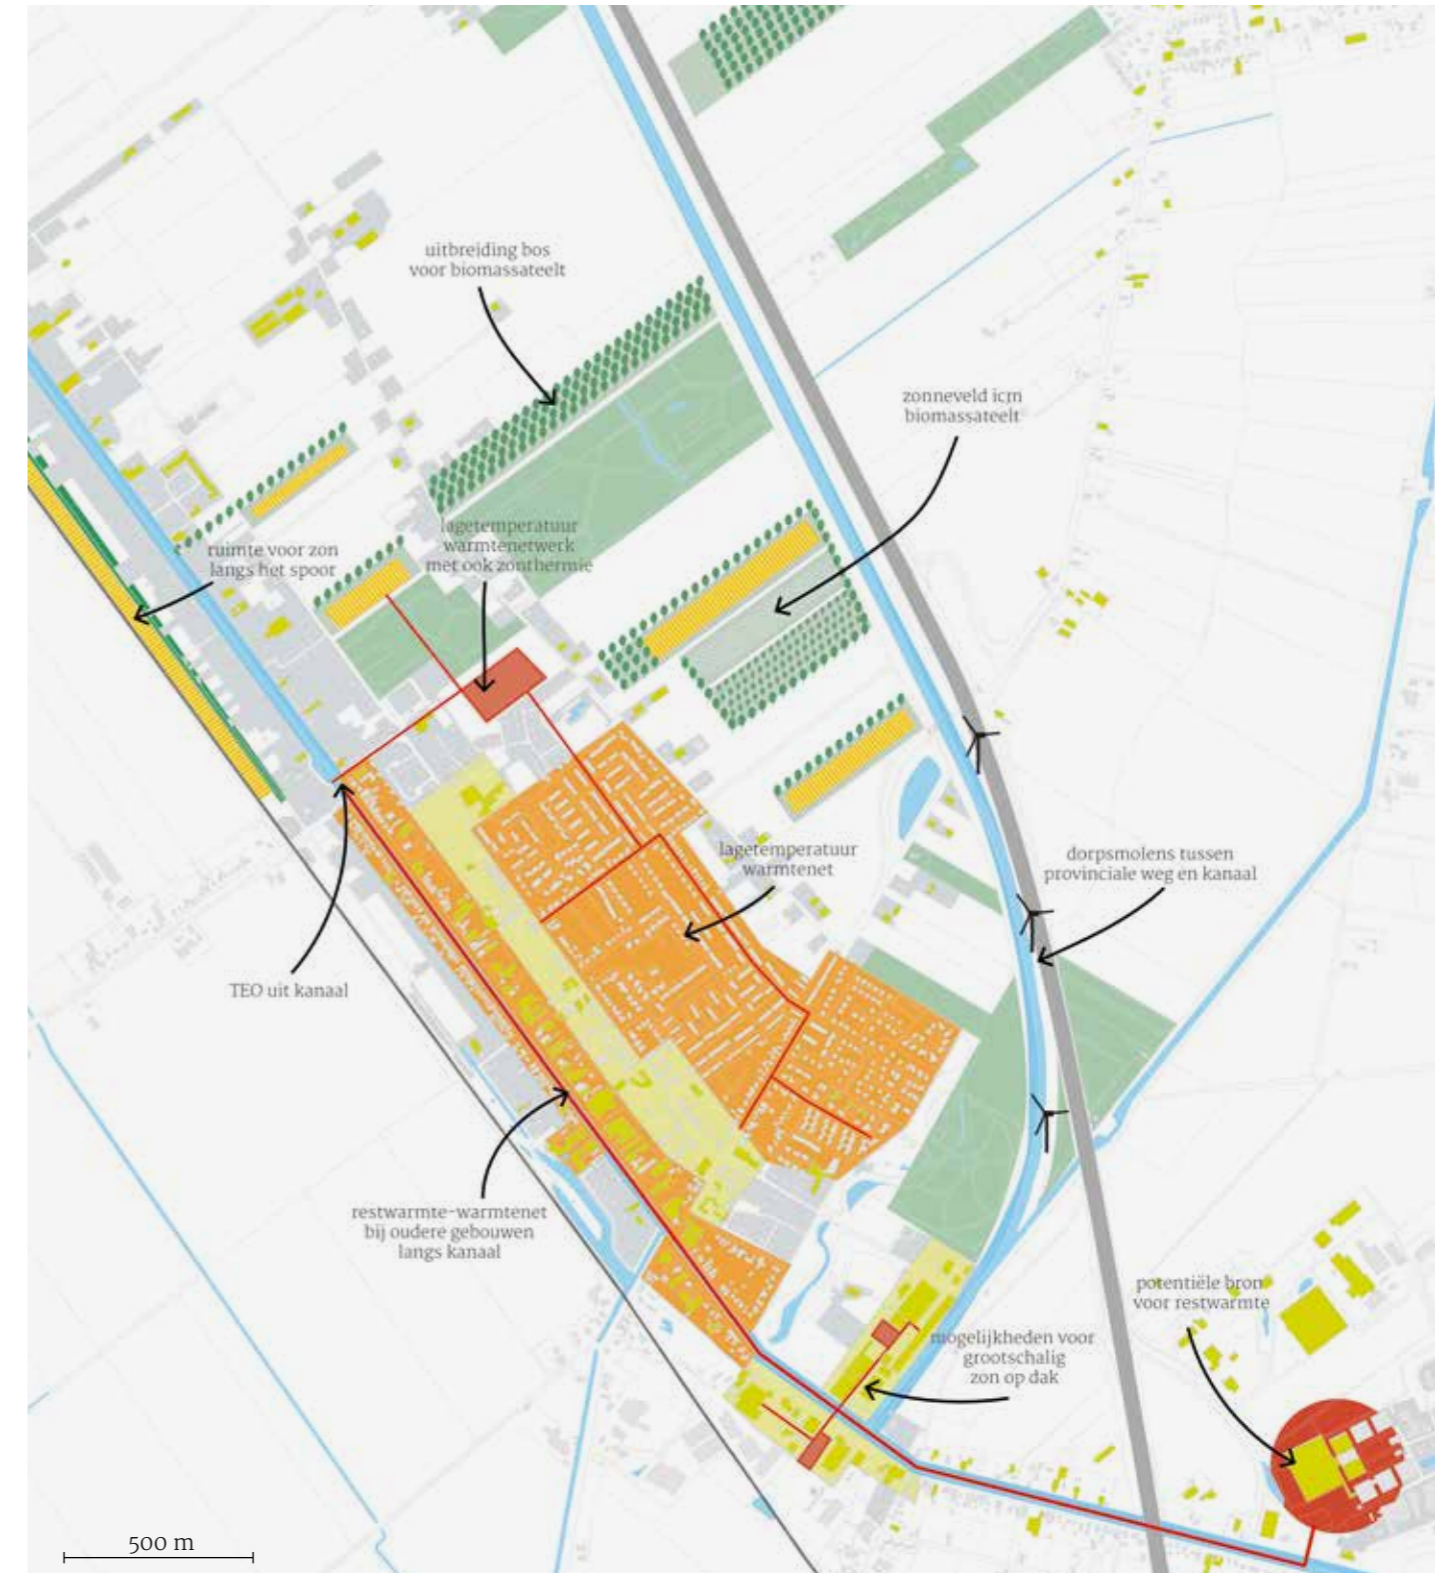 uitbreiding bos
voor biomassateelt
zonneveld icm
biomassateelt
lagetemperatuur
warmtenetwerk
met ook zonthermie
ruimte voor zon
langs het spoor
lagetemperatuur
warmtenet
dorpsmolens tussen
provinciale weg en kanaal
TEO uit kanaal
restwarmte-warmtenet
bij oudere gebouwen
langs kanaal
potentiële bron
voor restwarmte
mogelijkheden voor
grootschalig
zon op dak
500 m